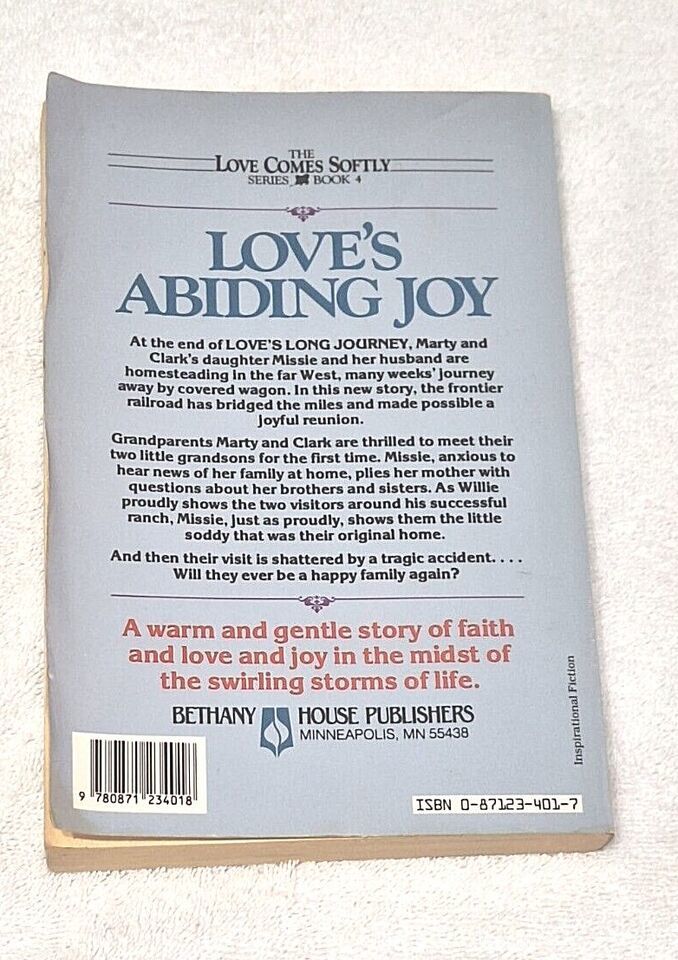 THE
LOVE COMES SOFTLY
SERIES BOOK 4
LOVE'S
ABIDING JOY
At the end of LOVE'S LONG JOURNEY, Marty and
Clark's daughter Missie and her husband are
homesteading in the far West, many weeks' journey
away by covered wagon. In this new story, the frontier
railroad has bridged the miles and made possible a
joyful reunion.
Grandparents Marty and Clark are thrilled to meet their
two little grandsons for the first time. Missie, anxious to
hear news of her family at home, plies her mother with
questions about her brothers and sisters. As Willie
proudly shows the two visitors around his successful
ranch, Missie, just as proudly, shows them the little
soddy that was their original home.
And then their visit is shattered by a tragic accident. . . .
Will they ever be a happy family again?
A warm and gentle story of faith
and love and joy in the midst of
the swirling storms of life.
BETHANY HOUSE PUBLISHERS
MINNEAPOLIS, MN 55438
Inspirational Fiction
9 780871 234018
ISBN 0-87123-401-7